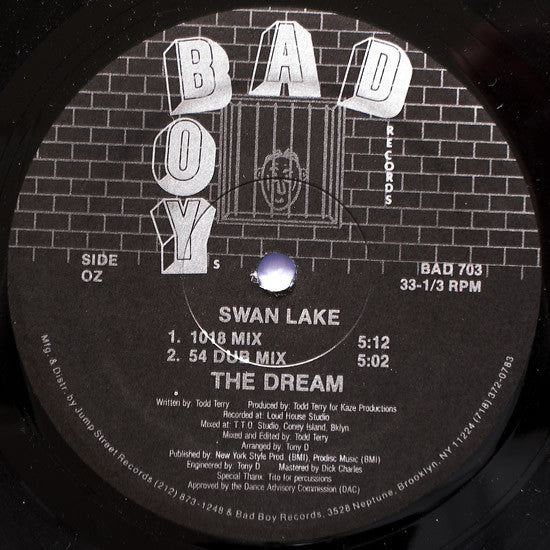 BAD
BOY
RECORDS
S
SIDE
OZ
BAD 703
33-1/3 RPM
SWAN LAKE
1. 1018 MIX 5:12
2. 54 DUB MIX 5:02
THE DREAM
Written by: Todd Terry Produced by: Todd Terry for Kaze Productions
Recorded at: Loud House Studio
Mixed at: T.T.O. Studio, Coney Island, Bklyn
Mixed and Edited by: Todd Terry
Arranged by: Tony D
Published by: New York Style Prod. (BMI), Prodisc Music (BMI)
Engineered by: Tony D Mastered by Dick Charles
Special Thanx: Tito for percussions
Approved by the Dance Advisory Commission (DAC)
Mfg. & Distr. by Jump Street Records (212) 873-1248 & Bad Boy Records, 3528 Neptune, Brooklyn, NY 11224 (718) 372-0783